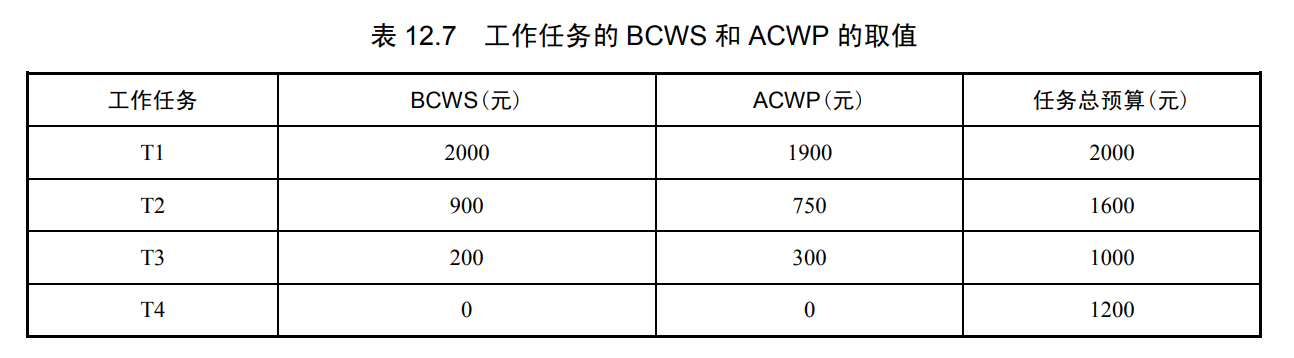 表 12.7 工作任务的 BCWS 和 ACWP 的取值
工作任务 BCWS(元) ACWP(元) 任务总预算(元)
T1 2000 1900 2000
T2 900 750 1600
T3 200 300 1000
T4 0 0 1200